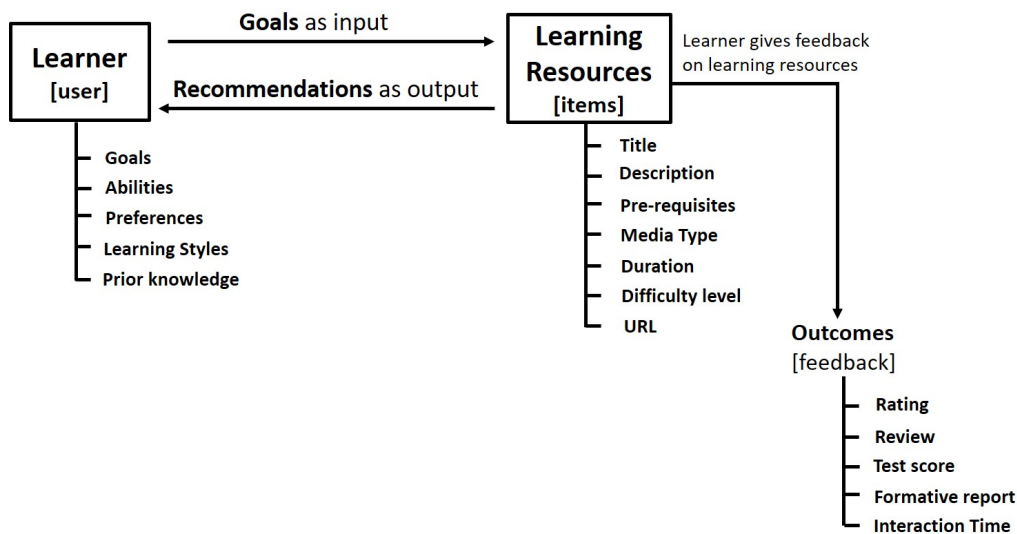 Learner
[user]
Goals as input
Recommendations as output
Learning
Resources
[items]
Learner gives feedback
on learning resources
Goals
Abilities
Preferences
Learning Styles
Prior knowledge
Title
Description
Pre-requisites
Media Type
Duration
Difficulty level
URL
Outcomes
[feedback]
Rating
Review
Test score
Formative report
Interaction Time